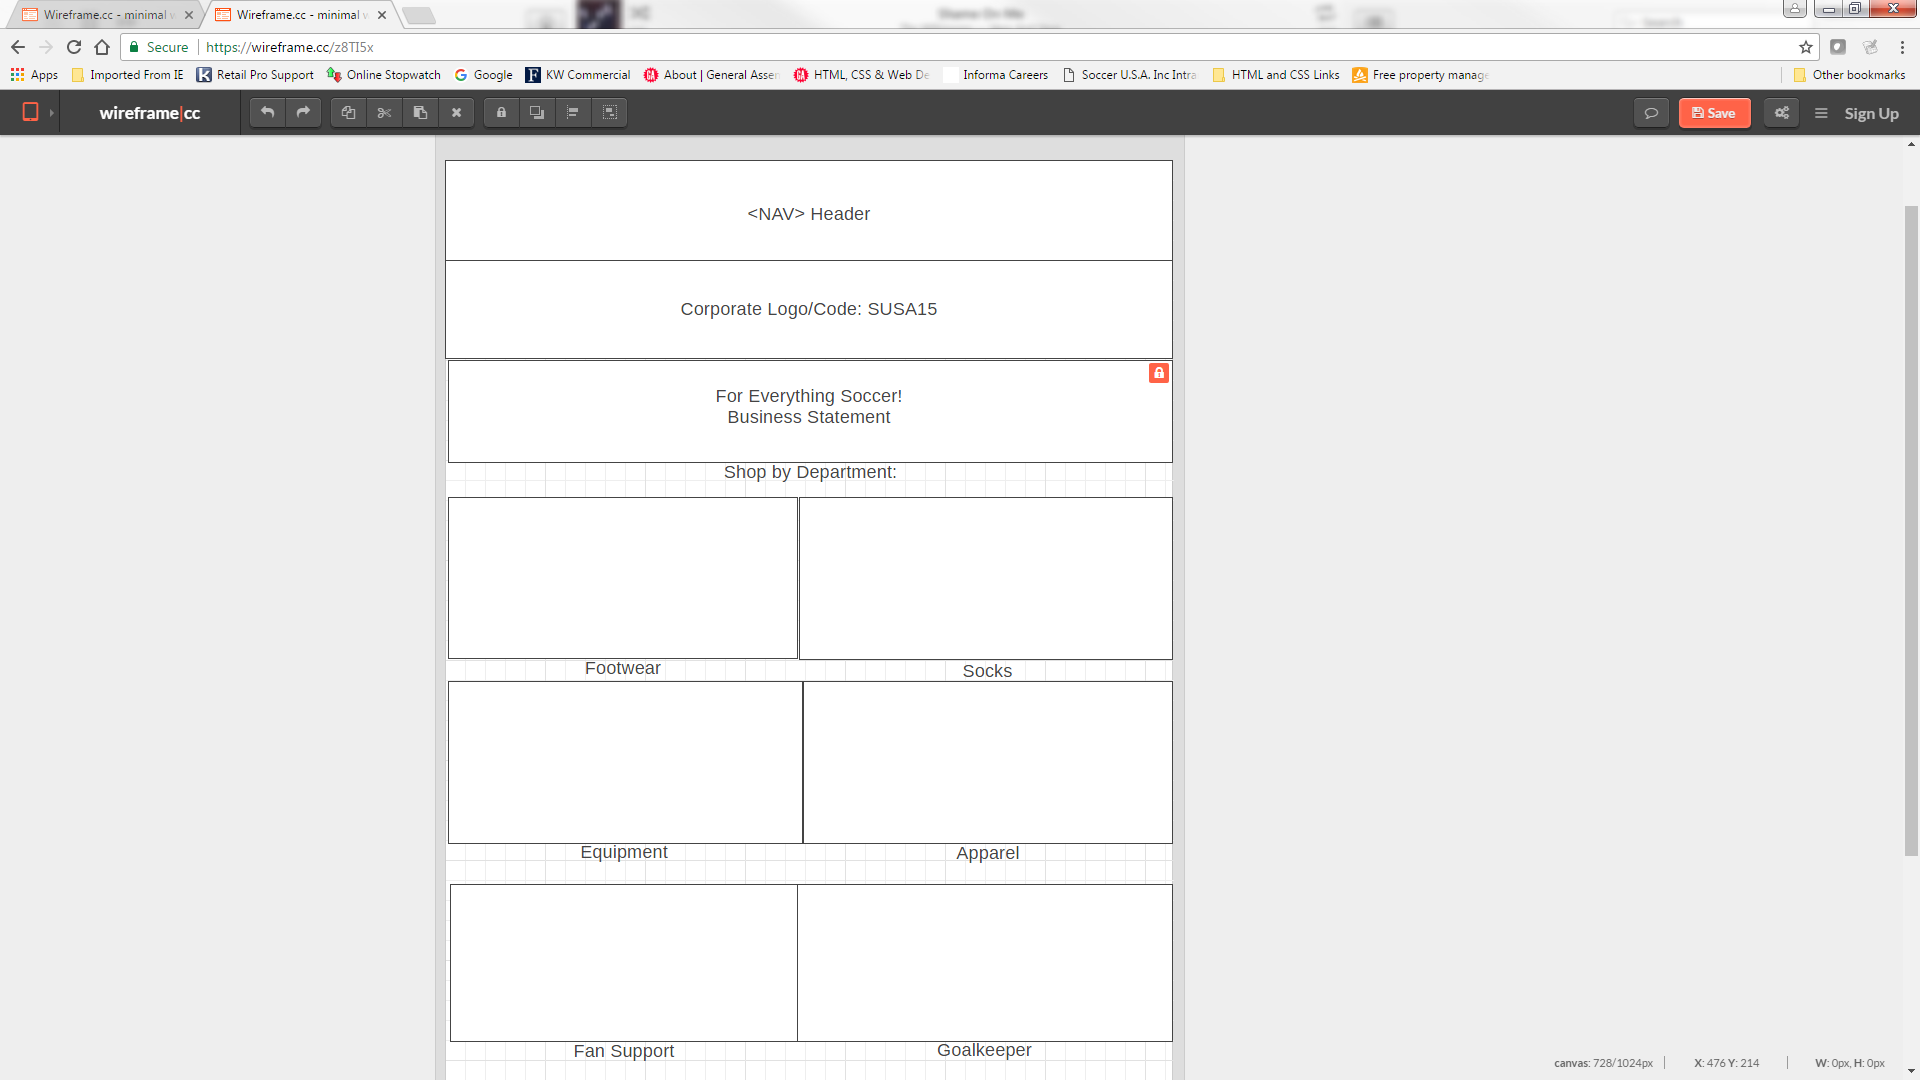 Wireframe.cc - minimal w
Wireframe.cc - minimal w
Secure
https://wireframe.cc/z8TI5x
Apps
Imported From IE
Retail Pro Support
Online Stopwatch
Google
KW Commercial
About | General Assem
HTML, CSS & Web De
Informa Careers
Soccer U.S.A. Inc Intra
HTML and CSS Links
Free property manage
Other bookmarks
wireframe|cc
Save
Sign Up
<NAV> Header
Corporate Logo/Code: SUSA15
For Everything Soccer!
Business Statement
Shop by Department:
Footwear
Socks
Equipment
Apparel
Fan Support
Goalkeeper
canvas: 728/1024px
X: 476 Y: 214
W: 0px, H: 0px